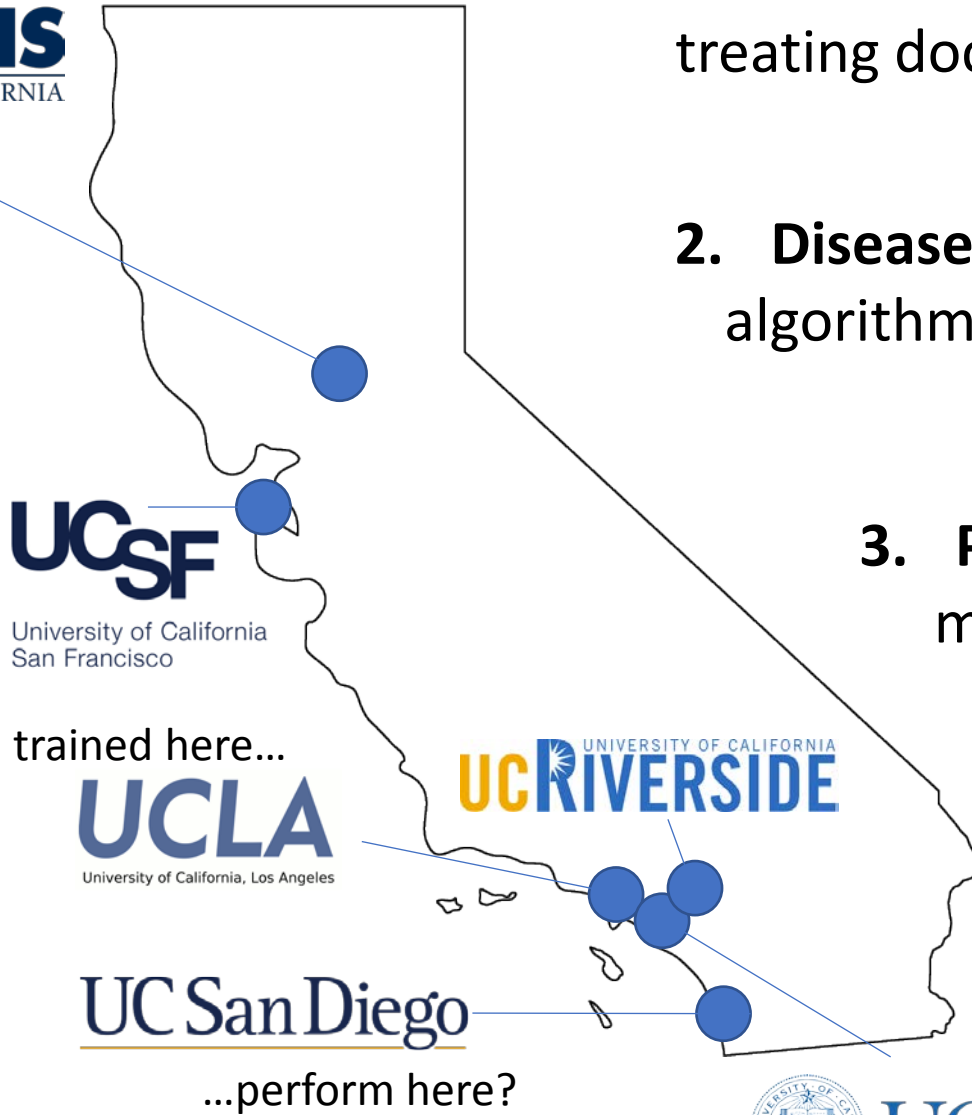 IS
RNIA
treating doc
2. Disease
algorithm
UCSF
University of California
San Francisco
3. P
m
trained here…
UNIVERSITY OF CALIFORNIA
UCRIVERSIDE
UCLA
University of California, Los Angeles
UC San Diego
…perform here?